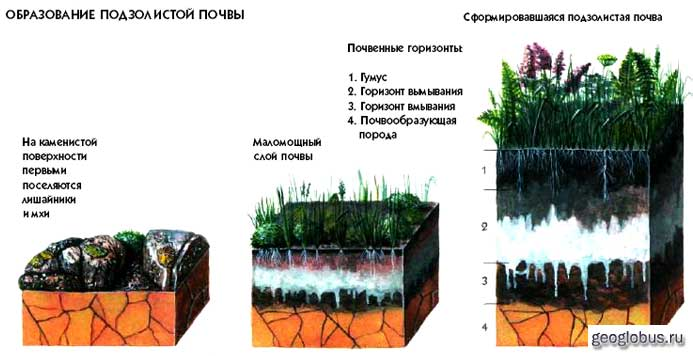 ОБРАЗОВАНИЕ ПОДЗОЛИСТОЙ ПОЧВЫ
Сформировавшаяся подзолистая почва
Почвенные горизонты:
1. Гумус
2. Горизонт вымывания
3. Горизонт вмывания
4. Почвообразующая
порода
На каменистой
поверхности
первыми
поселяются
лишайники
и мхи
Маломощный
слой почвы
1
2
3
4
geoglobus.ru